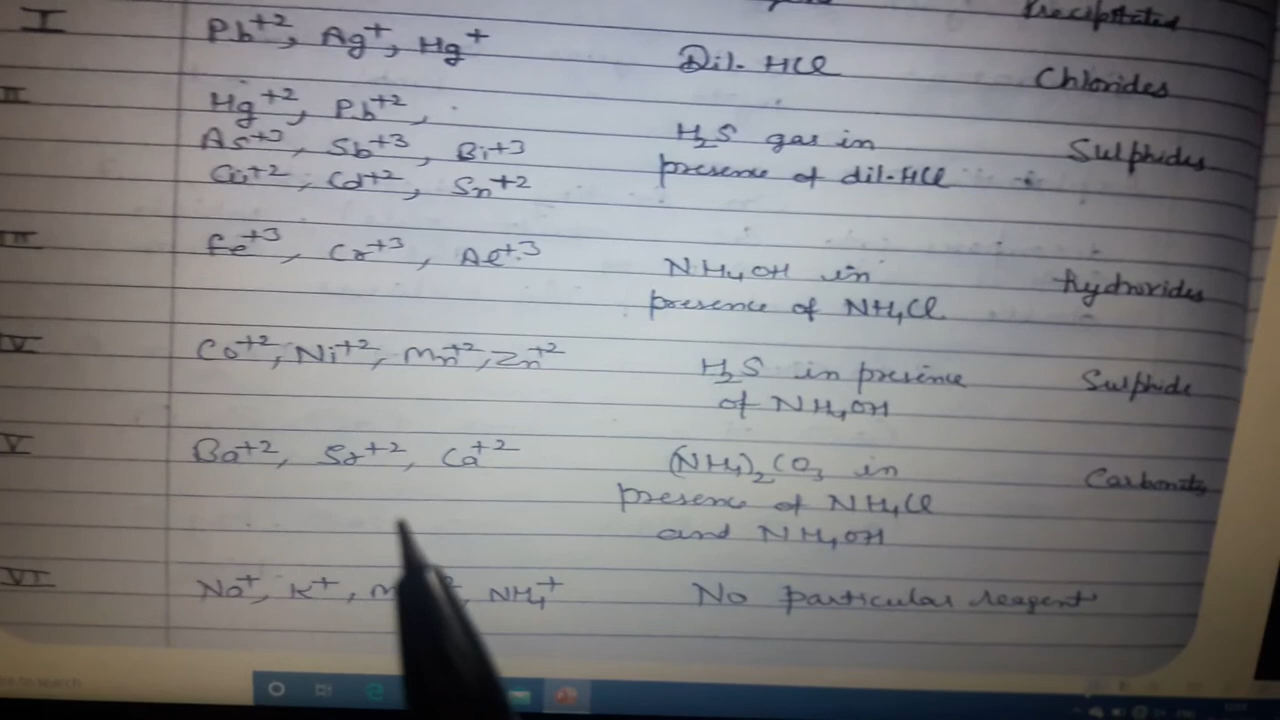 Precipitated
I Pb+2, Ag+, Hg+ Dil. HCl Chlorides
II Hg+2, Pb+2,
As+3, Sb+3, Bi+3 H2S gas in Sulphides
Cu+2, Cd+2, Sn+2 presence of dil-HCl
III Fe+3, Cr+3, Al+3 NH4OH in hydroxides
presence of NH4Cl
IV Co+2, Ni+2, Mn+2, Zn+2 H2S in presence Sulphide
of NH4OH
V Ba+2, Sr+2, Ca+2 (NH4)2CO3 in Carbonates
presence of NH4Cl
and NH4OH
VI Na+, K+, NH4+ No particular reagent
to search